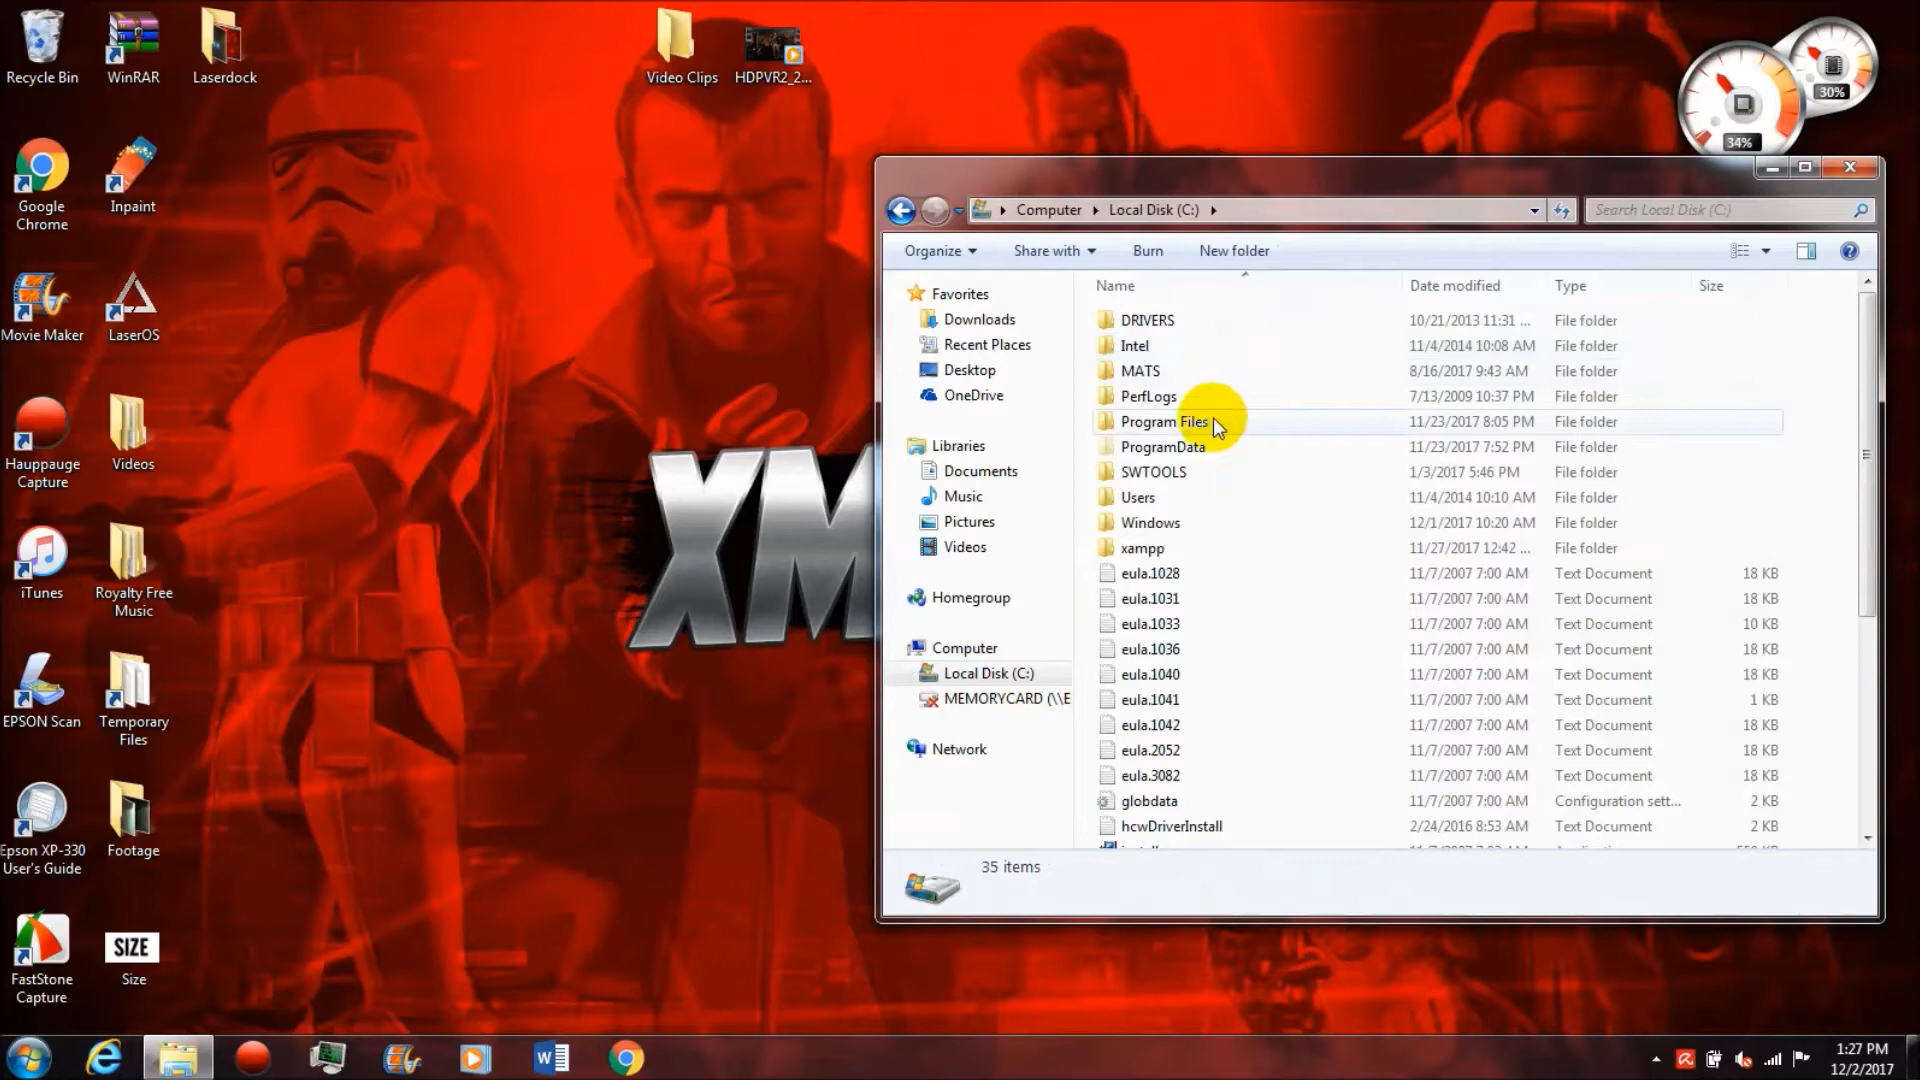 Recycle Bin
WinRAR
Laserdock
Video Clips
HDPVR2_2...
30%
34%
Google
Chrome
Inpaint
Movie Maker
LaserOS
Hauppauge
Capture
Videos
iTunes
Royalty Free
Music
EPSON Scan
Temporary
Files
Epson XP-330
User's Guide
Footage
FastStone
Capture
SIZE
Size
XM
Computer
Local Disk (C:)
Search Local Disk (C:)
Organize
Share with
Burn
New folder
Favorites
Downloads
Recent Places
Desktop
OneDrive
Libraries
Documents
Music
Pictures
Videos
Homegroup
Computer
Local Disk (C:)
MEMORYCARD (\\E
Network
Name Date modified Type Size
DRIVERS 10/21/2013 11:31 ... File folder
Intel 11/4/2014 10:08 AM File folder
MATS 8/16/2017 9:43 AM File folder
PerfLogs 7/13/2009 10:37 PM File folder
Program Files 11/23/2017 8:05 PM File folder
ProgramData 11/23/2017 7:52 PM File folder
SWTOOLS 1/3/2017 5:46 PM File folder
Users 11/4/2014 10:10 AM File folder
Windows 12/1/2017 10:20 AM File folder
xampp 11/27/2017 12:42 ... File folder
eula.1028 11/7/2007 7:00 AM Text Document 18 KB
eula.1031 11/7/2007 7:00 AM Text Document 18 KB
eula.1033 11/7/2007 7:00 AM Text Document 10 KB
eula.1036 11/7/2007 7:00 AM Text Document 18 KB
eula.1040 11/7/2007 7:00 AM Text Document 18 KB
eula.1041 11/7/2007 7:00 AM Text Document 1 KB
eula.1042 11/7/2007 7:00 AM Text Document 18 KB
eula.2052 11/7/2007 7:00 AM Text Document 18 KB
eula.3082 11/7/2007 7:00 AM Text Document 18 KB
globdata 11/7/2007 7:00 AM Configuration sett... 2 KB
hcwDriverInstall 2/24/2016 8:53 AM Text Document 2 KB
35 items
1:27 PM
12/2/2017